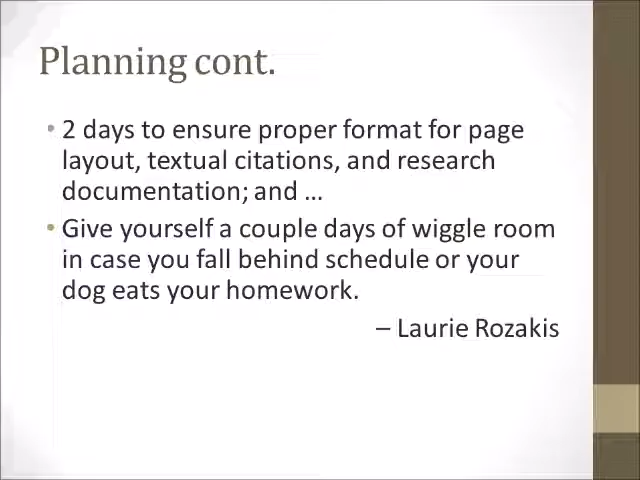 Planning cont.
• 2 days to ensure proper format for page
layout, textual citations, and research
documentation; and …
• Give yourself a couple days of wiggle room
in case you fall behind schedule or your
dog eats your homework.
– Laurie Rozakis